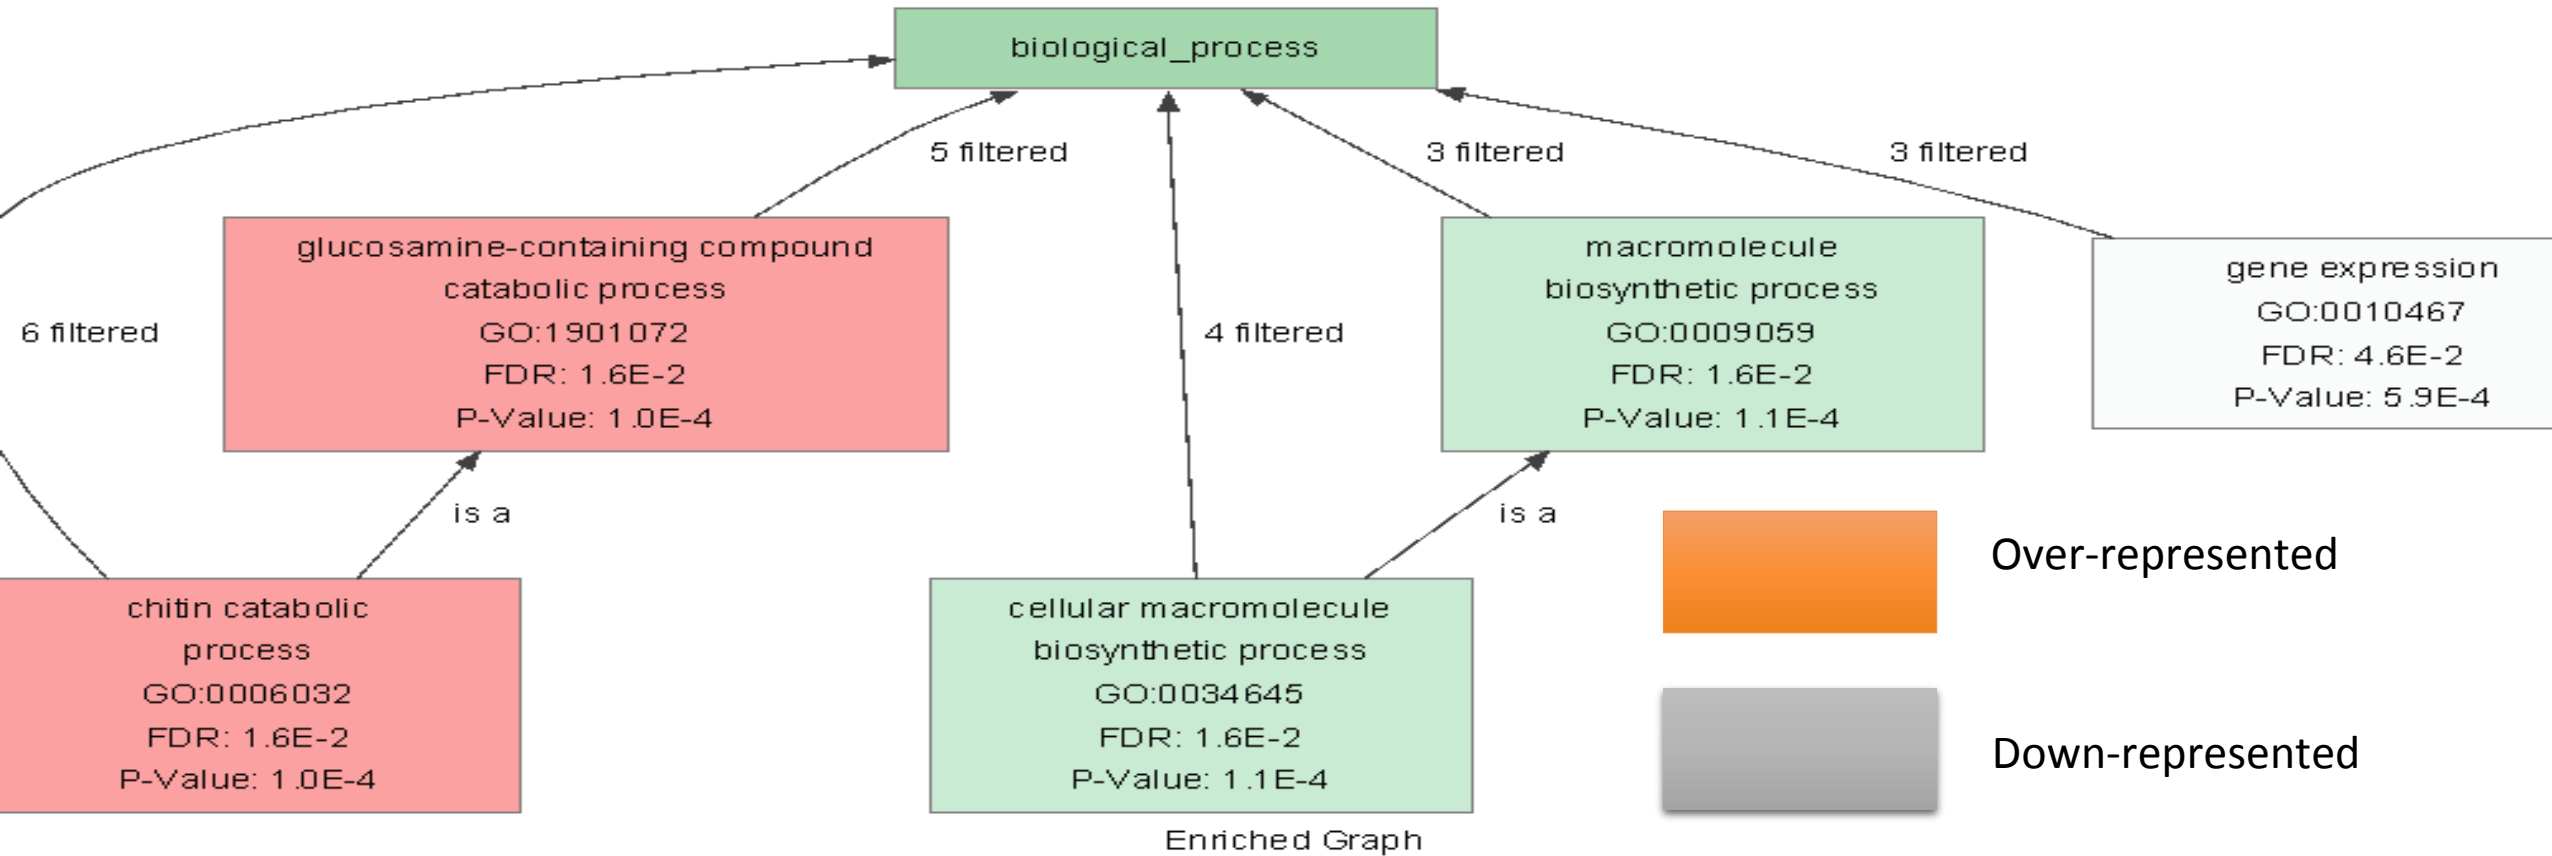 biological_process
5 filtered
3 filtered
3 filtered
glucosamine-containing compound
catabolic process
GO:1901072
FDR: 1.6E-2
P-Value: 1.0E-4
macromolecule
biosynthetic process
GO:0009059
FDR: 1.6E-2
P-Value: 1.1E-4
gene expression
GO:0010467
FDR: 4.6E-2
P-Value: 5.9E-4
6 filtered
4 filtered
is a
is a
chitin catabolic
process
GO:0006032
FDR: 1.6E-2
P-Value: 1.0E-4
cellular macromolecule
biosynthetic process
GO:0034645
FDR: 1.6E-2
P-Value: 1.1E-4
Over-represented
Down-represented
Enriched Graph